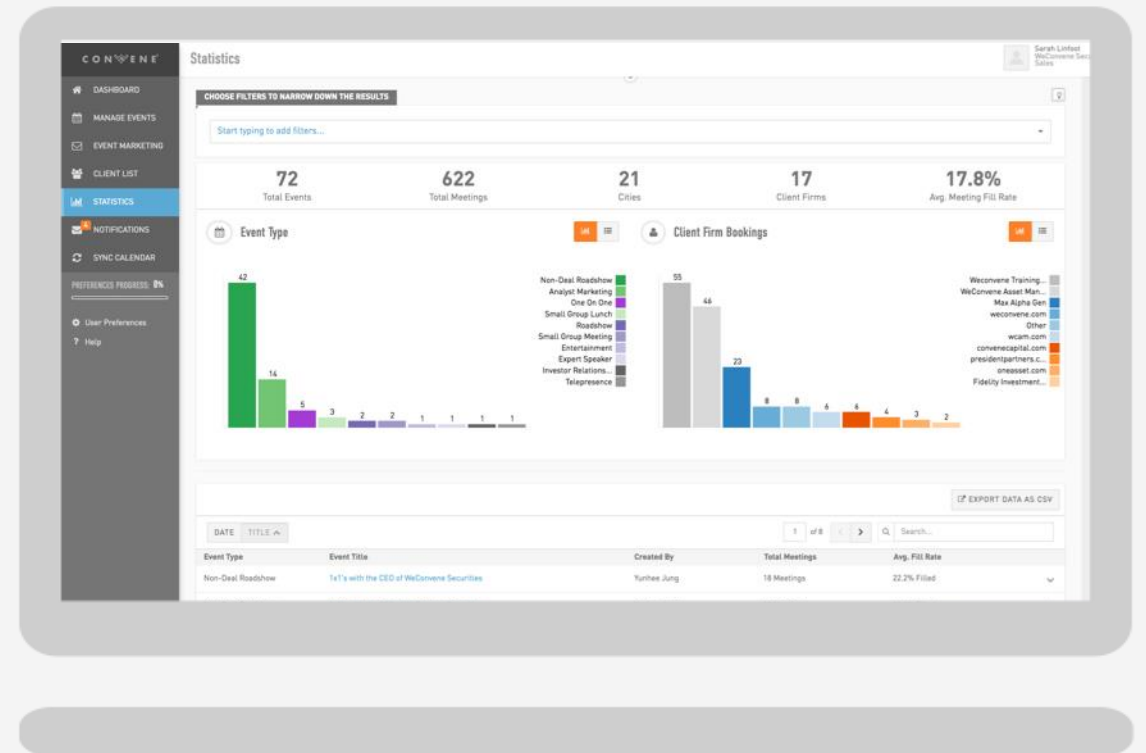 CONVENE
Statistics
Sarah Linfoot
WeConvene Secu
Sales
DASHBOARD
MANAGE EVENTS
EVENT MARKETING
CLIENT LIST
STATISTICS
NOTIFICATIONS
SYNC CALENDAR
PREFERENCES PROGRESS: 0%
User Preferences
? Help
CHOOSE FILTERS TO NARROW DOWN THE RESULTS
Start typing to add filters...
72 622 21 17 17.8%
Total Events Total Meetings Cities Client Firms Avg. Meeting Fill Rate
Event Type
42
14
5
3
2
2
1
1
1
1
Non-Deal Roadshow
Analyst Marketing
One On One
Small Group Lunch
Roadshow
Small Group Meeting
Entertainment
Expert Speaker
Investor Relations...
Telepresence
Client Firm Bookings
55
46
23
8
8
6
6
4
3
2
Weconvene Training...
WeConvene Asset Man...
Max Alpha Gen
weconvene.com
Other
wcam.com
convenecapital.com
presidentpartners.c...
oneasset.com
Fidelity Investment...
EXPORT DATA AS CSV
DATE TITLE
1 of 8 < > Search...
Event Type Event Title Created By Total Meetings Avg. Fill Rate
Non-Deal Roadshow 1x1's with the CEO of WeConvene Securities Yunhee Jung 18 Meetings 22.2% Filled